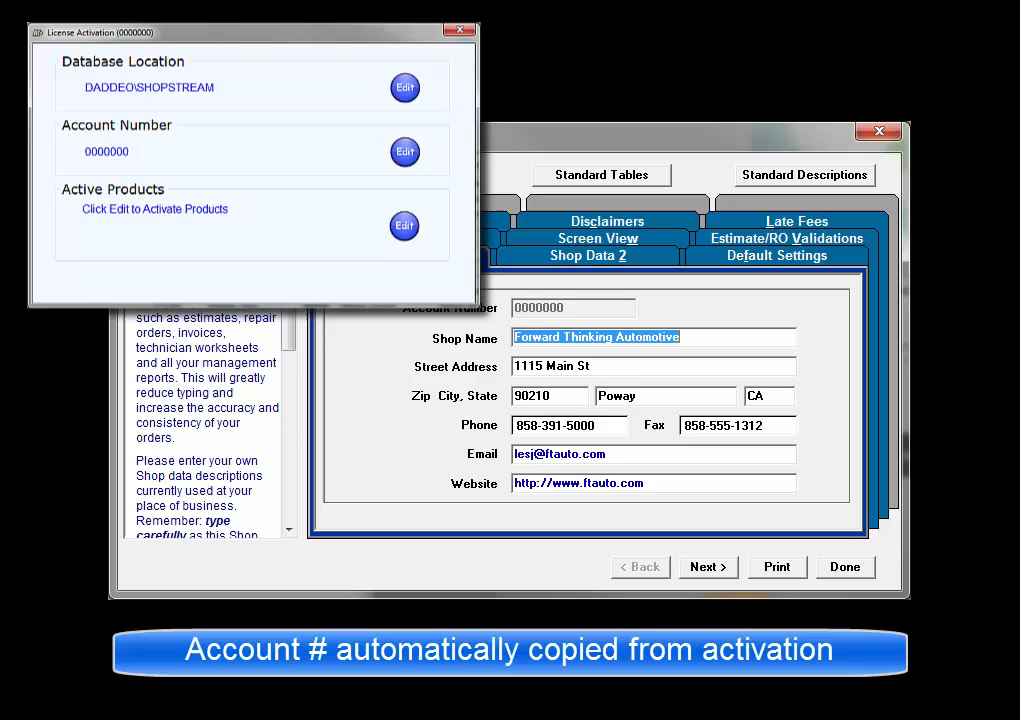 License Activation (0000000)
Database Location
DADDEO\SHOPSTREAM
Edit
Account Number
0000000
Edit
Active Products
Click Edit to Activate Products
Edit
Standard Tables
Standard Descriptions
Disclaimers
Late Fees
Screen View
Estimate/RO Validations
Shop Data 2
Default Settings
such as estimates, repair
orders, invoices,
technician worksheets
and all your management
reports. This will greatly
reduce typing and
increase the accuracy and
consistency of your
orders.
Please enter your own
Shop data descriptions
currently used at your
place of business.
Remember: type
carefully as this Shop
Account Number 0000000
Shop Name Forward Thinking Automotive
Street Address 1115 Main St
Zip City, State 90210 Poway CA
Phone 858-391-5000 Fax 858-555-1312
Email lesj@ftauto.com
Website http://www.ftauto.com
< Back Next > Print Done
Account # automatically copied from activation